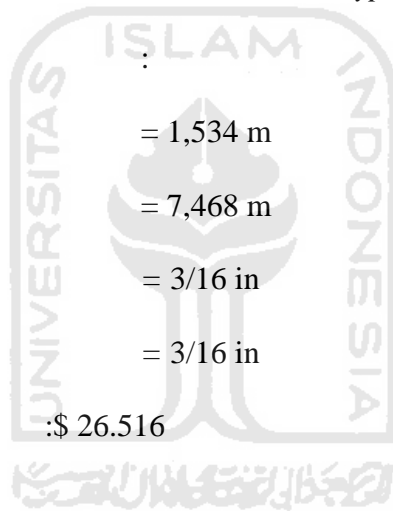 ISLAM
UNIVERSITAS
INDONESIA
:
= 1,534 m
= 7,468 m
= 3/16 in
= 3/16 in
:$ 26.516